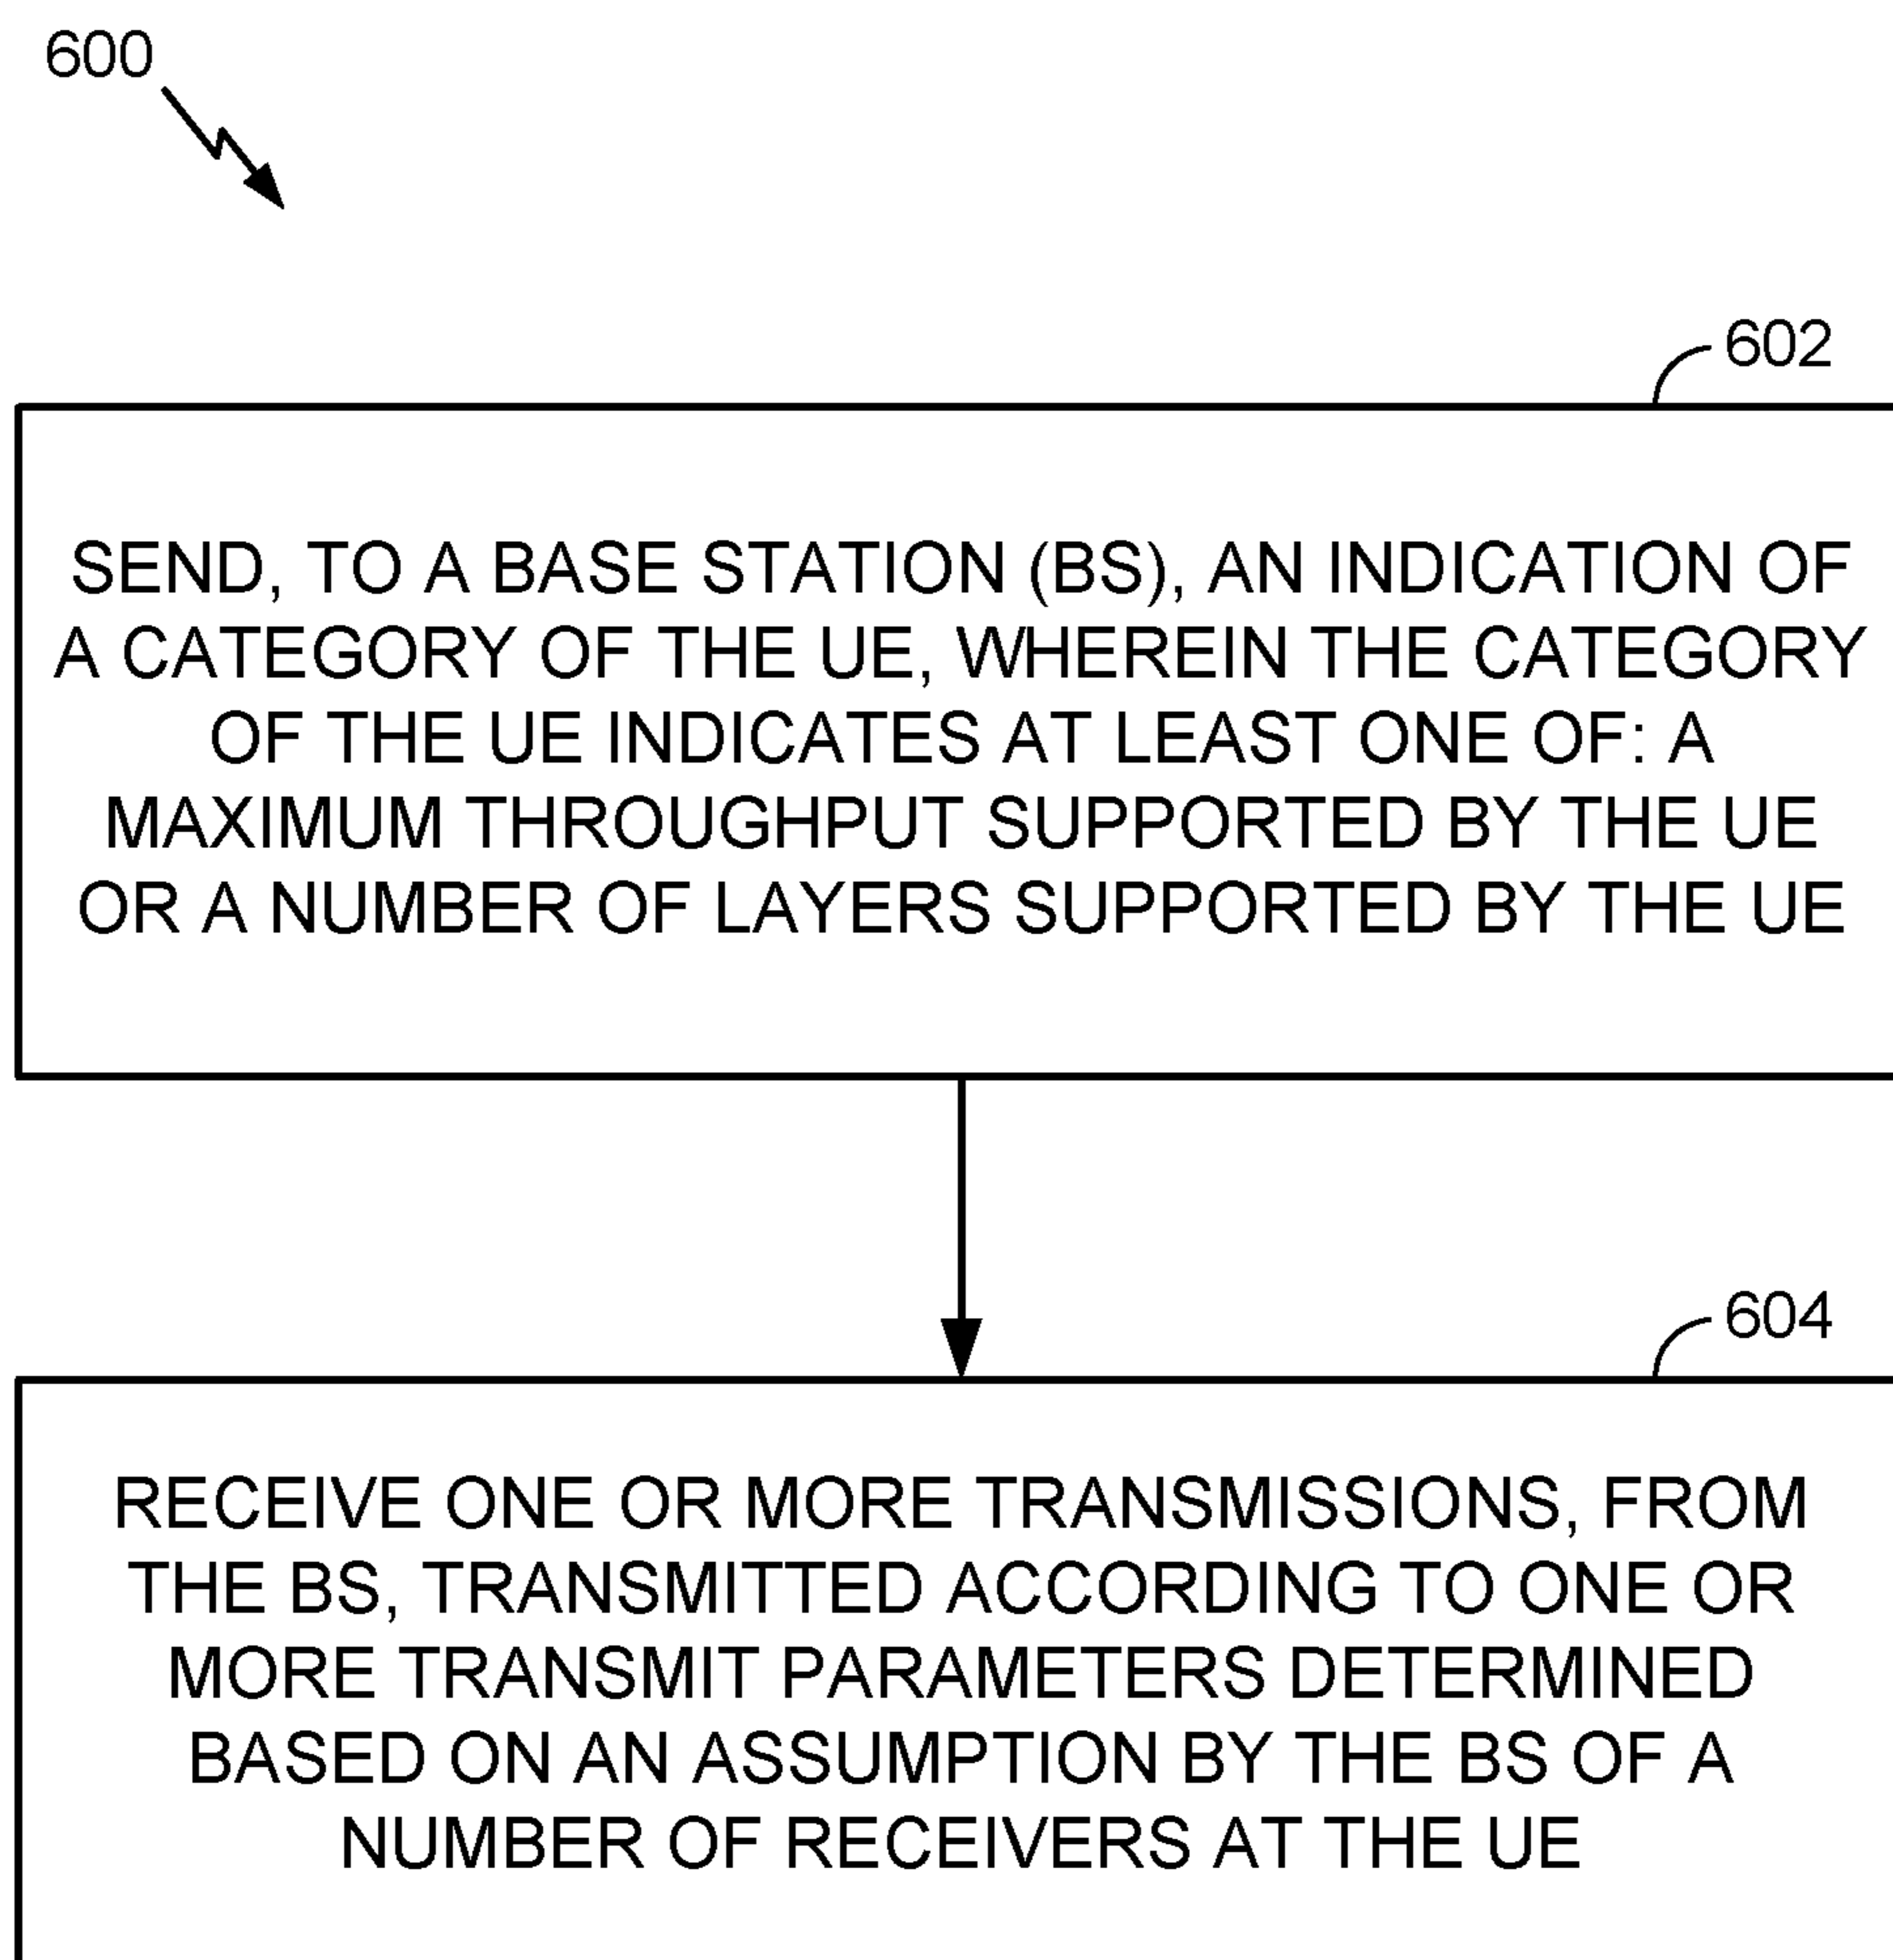 600
602
SEND, TO A BASE STATION (BS), AN INDICATION OF
A CATEGORY OF THE UE, WHEREIN THE CATEGORY
OF THE UE INDICATES AT LEAST ONE OF: A
MAXIMUM THROUGHPUT SUPPORTED BY THE UE
OR A NUMBER OF LAYERS SUPPORTED BY THE UE
604
RECEIVE ONE OR MORE TRANSMISSIONS, FROM
THE BS, TRANSMITTED ACCORDING TO ONE OR
MORE TRANSMIT PARAMETERS DETERMINED
BASED ON AN ASSUMPTION BY THE BS OF A
NUMBER OF RECEIVERS AT THE UE